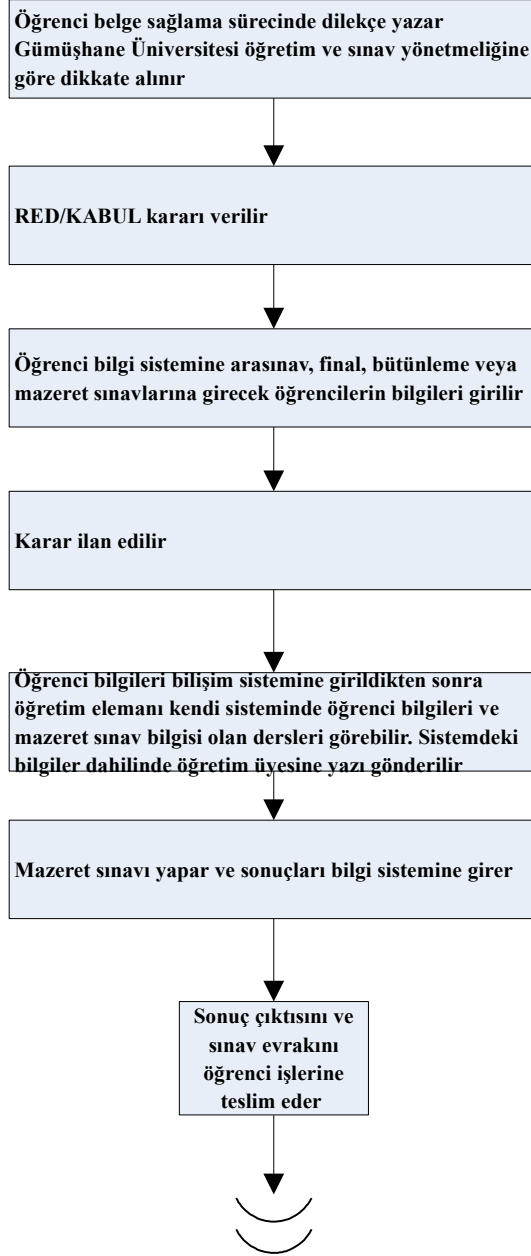 Öğrenci belge sağlama sürecinde dilekçe yazar
Gümüşhane Üniversitesi öğretim ve sınav yönetmeliğine
göre dikkate alınır
RED/KABUL kararı verilir
Öğrenci bilgi sistemine arasınav, final, bütünleme veya
mazeret sınavlarına girecek öğrencilerin bilgileri girilir
Karar ilan edilir
Öğrenci bilgileri bilişim sistemine girildikten sonra
öğretim elemanı kendi sisteminde öğrenci bilgileri ve
mazeret sınav bilgisi olan dersleri görebilir. Sistemdeki
bilgiler dahilinde öğretim üyesine yazı gönderilir
Mazeret sınavı yapar ve sonuçları bilgi sistemine girer
Sonuç çıktısını ve
sınav evrakını
öğrenci işlerine
teslim eder